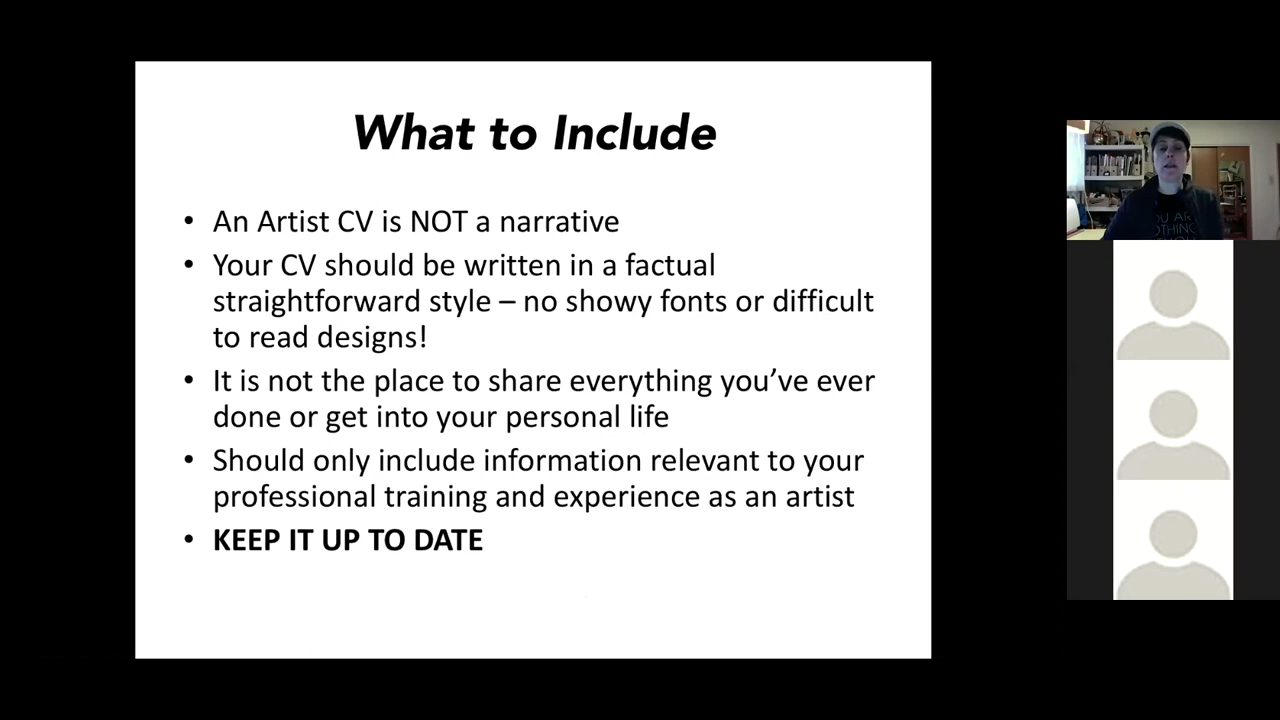 What to Include
• An Artist CV is NOT a narrative
• Your CV should be written in a factual
straightforward style – no showy fonts or difficult
to read designs!
• It is not the place to share everything you’ve ever
done or get into your personal life
• Should only include information relevant to your
professional training and experience as an artist
• KEEP IT UP TO DATE